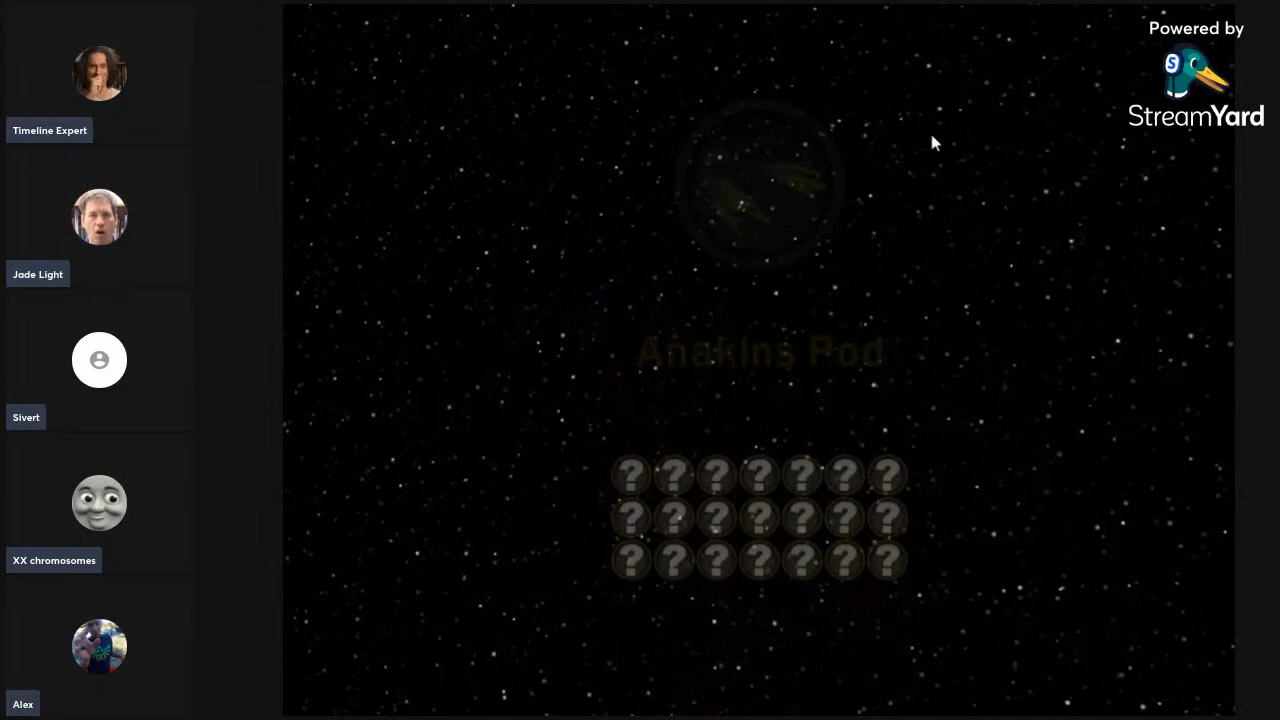 Powered by
StreamYard
Timeline Expert
Jade Light
Sivert
XX chromosomes
Alex
Anakins Pod
? ? ? ? ? ? ?
? ? ? ? ? ? ?
? ? ? ? ? ? ?